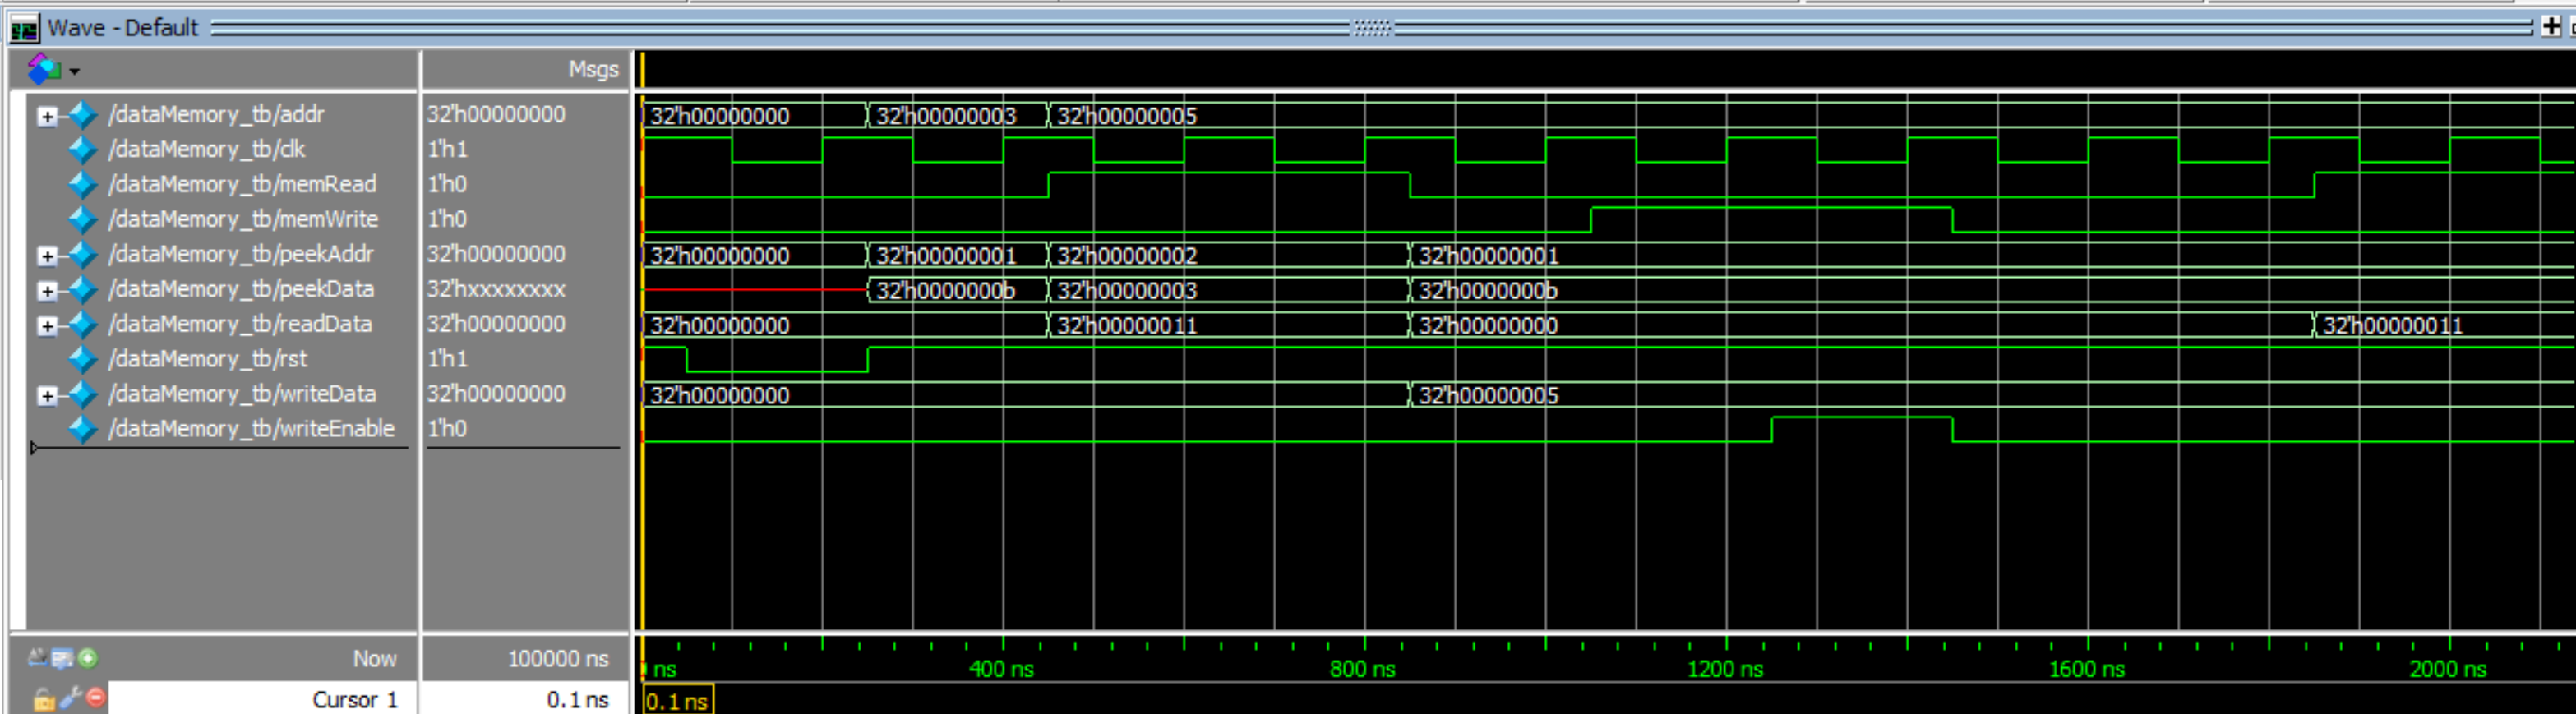 Wave - Default
Msgs
/dataMemory_tb/addr 32'h00000000 32'h00000000 32'h00000003 32'h00000005
/dataMemory_tb/clk 1'h1
/dataMemory_tb/memRead 1'h0
/dataMemory_tb/memWrite 1'h0
/dataMemory_tb/peekAddr 32'h00000000 32'h00000000 32'h00000001 32'h00000002 32'h00000001
/dataMemory_tb/peekData 32'hxxxxxxxx 32'h0000000b 32'h00000003 32'h0000000b
/dataMemory_tb/readData 32'h00000000 32'h00000000 32'h00000011 32'h00000000 32'h00000011
/dataMemory_tb/rst 1'h1
/dataMemory_tb/writeData 32'h00000000 32'h00000000 32'h00000005
/dataMemory_tb/writeEnable 1'h0
Now 100000 ns ns 400 ns 800 ns 1200 ns 1600 ns 2000 ns
Cursor 1 0.1 ns 0.1 ns